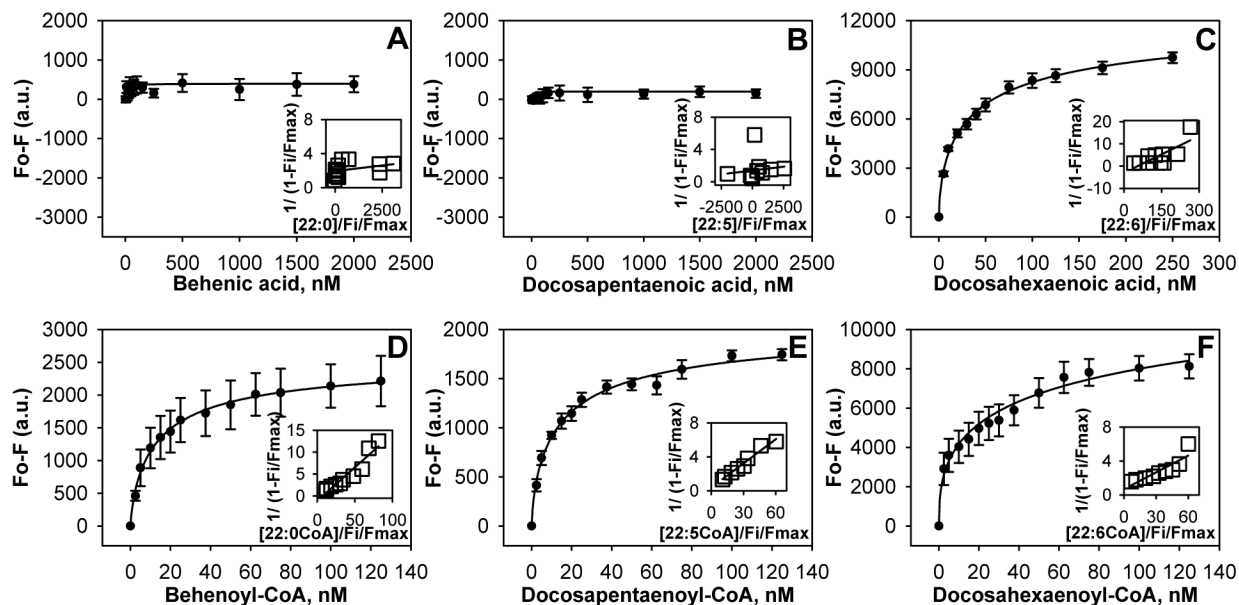 A
Fo-F (a.u.)
2000
1000
0
-1000
-2000
-3000
1/ (1-Fi/Fmax)
8
4
0
0 2500
[22:0]/Fi/Fmax
0 500 1000 1500 2000 2500
Behenic acid, nM
B
Fo-F (a.u.)
2000
1000
0
-1000
-2000
-3000
1/ (1-Fi/Fmax)
8
4
0
-2500 0 2500
[22:5]/Fi/Fmax
0 500 1000 1500 2000 2500
Docosapentaenoic acid, nM
C
Fo-F (a.u.)
12000
9000
6000
3000
0
1/ (1-Fi/Fmax)
20
10
0
-10
0 150 300
[22:6]/Fi/Fmax
0 50 100 150 200 250 300
Docosahexaenoic acid, nM
D
Fo-F (a.u.)
3000
2500
2000
1500
1000
500
0
1/ (1-Fi/Fmax)
15
10
5
0
0 50 100
[22:0CoA]/Fi/Fmax
0 20 40 60 80 100 120 140
Behenoyl-CoA, nM
E
Fo-F (a.u.)
2000
1500
1000
500
0
1/ (1-Fi/Fmax)
8
4
0
0 30 60
[22:5CoA]/Fi/Fmax
0 20 40 60 80 100 120 140
Docosapentaenoyl-CoA, nM
F
Fo-F (a.u.)
10000
8000
6000
4000
2000
0
1/(1-Fi/Fmax)
8
4
0
0 30 60
[22:6CoA]/Fi/Fmax
0 20 40 60 80 100 120 140
Docosahexaenoyl-CoA, nM